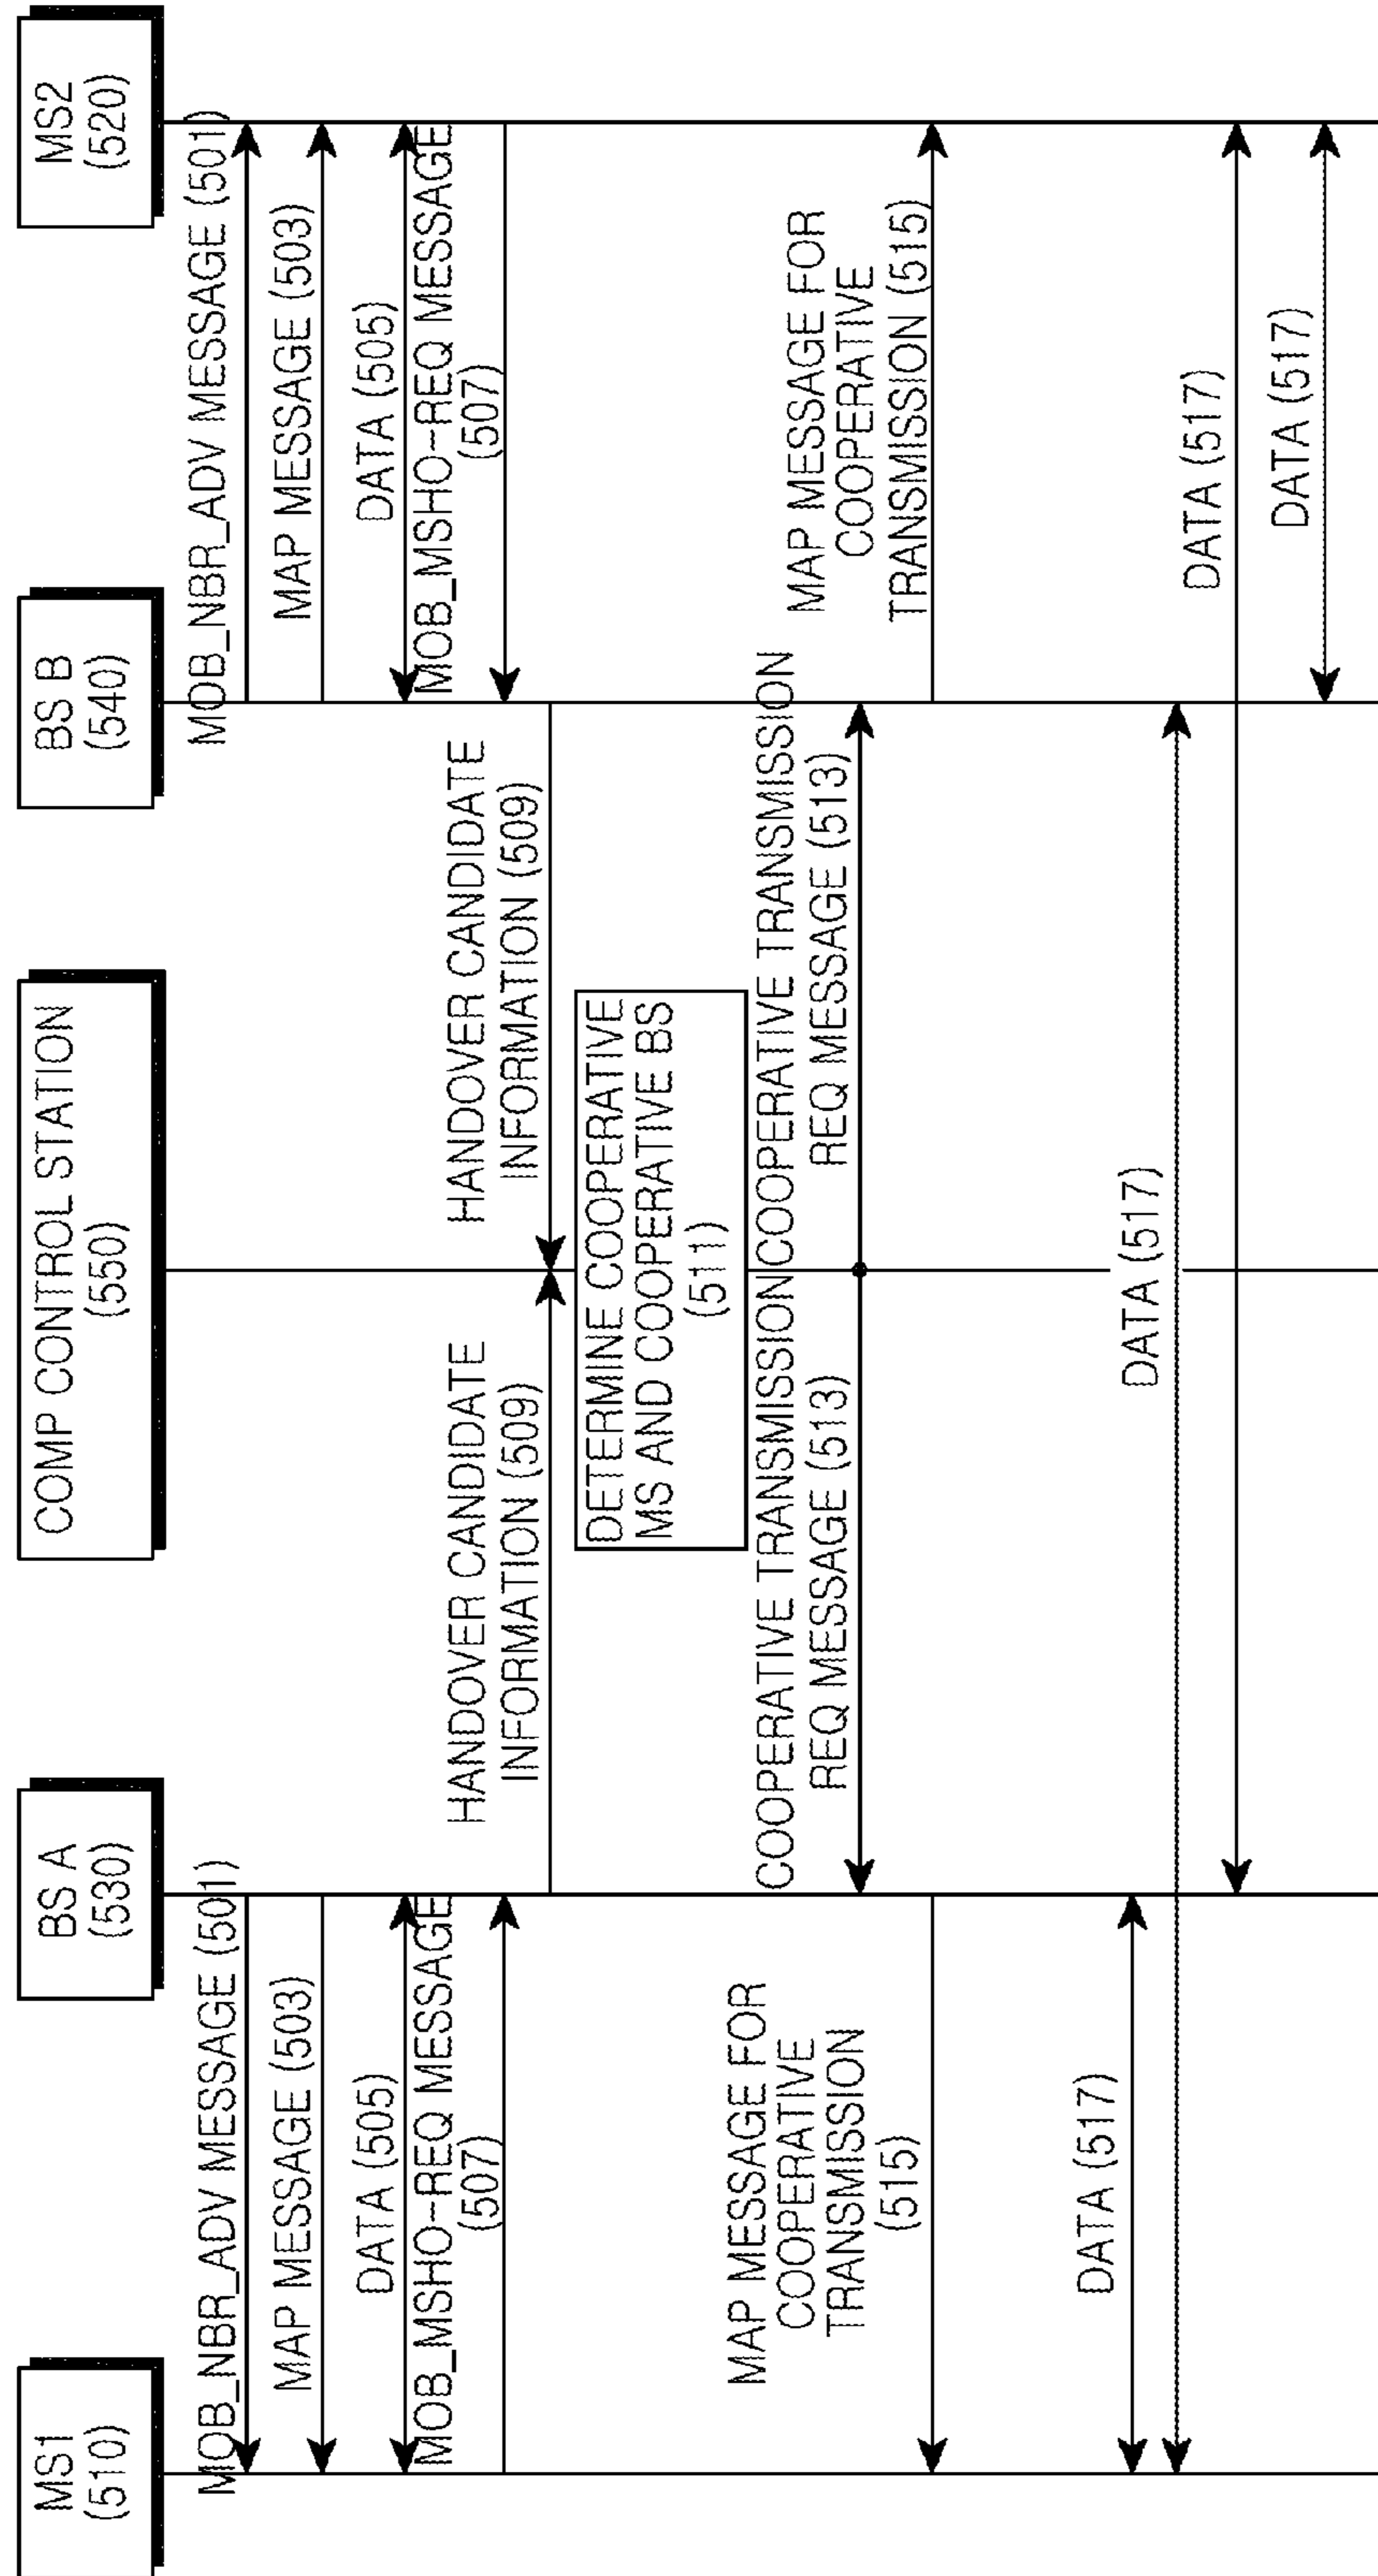 MS1
(510)
BS A
(530)
COMP CONTROL STATION
(550)
BS B
(540)
MS2
(520)
MOB_NBR_ADV MESSAGE (501)
MOB_NBR_ADV MESSAGE (501)
MAP MESSAGE (503)
MAP MESSAGE (503)
DATA (505)
DATA (505)
MOB_MSHO-REQ MESSAGE
(507)
MOB_MSHO-REQ MESSAGE
(507)
HANDOVER CANDIDATE
INFORMATION (509)
HANDOVER CANDIDATE
INFORMATION (509)
DETERMINE COOPERATIVE
MS AND COOPERATIVE BS
(511)
COOPERATIVE TRANSMISSION
REQ MESSAGE (513)
COOPERATIVE TRANSMISSION
REQ MESSAGE (513)
MAP MESSAGE FOR
COOPERATIVE
TRANSMISSION
(515)
MAP MESSAGE FOR
COOPERATIVE
TRANSMISSION (515)
DATA (517)
DATA (517)
DATA (517)
DATA (517)